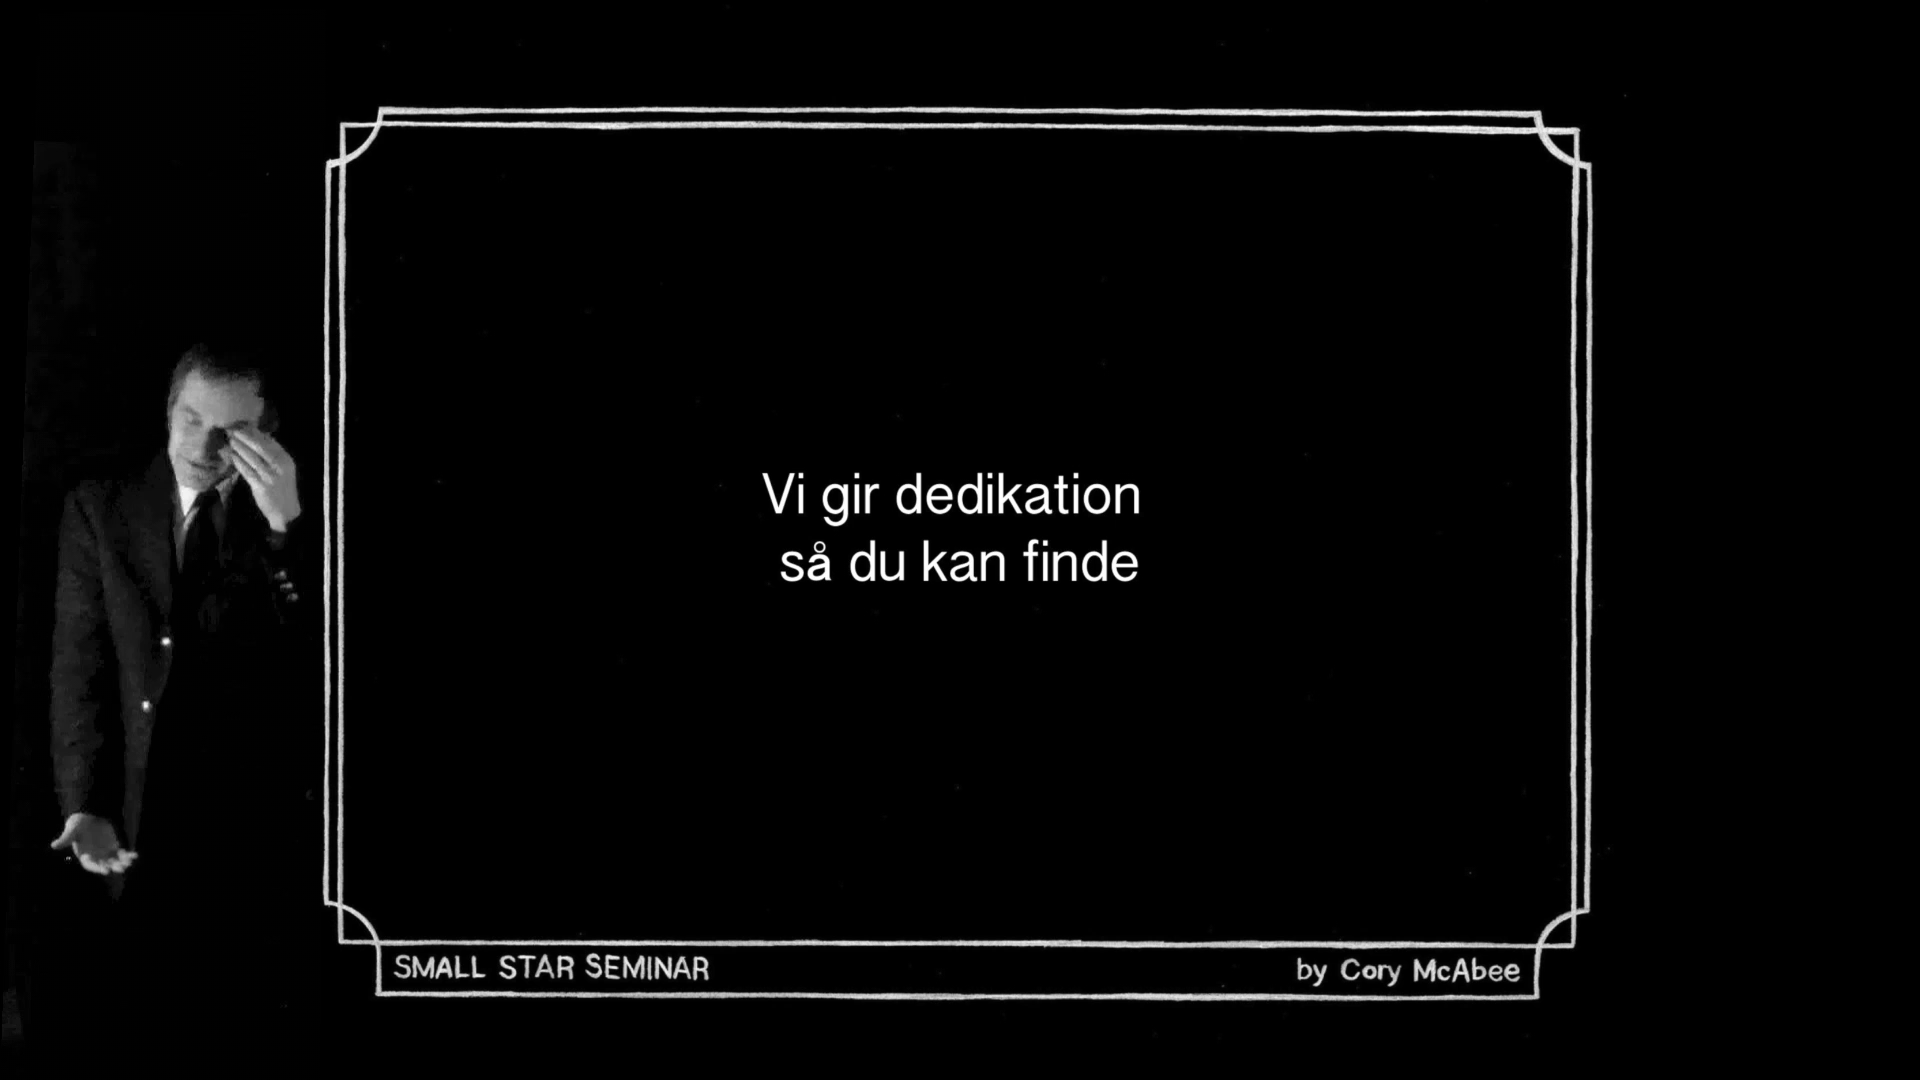 Vi gir dedikation
så du kan finde
SMALL STAR SEMINAR
by Cory McAbee